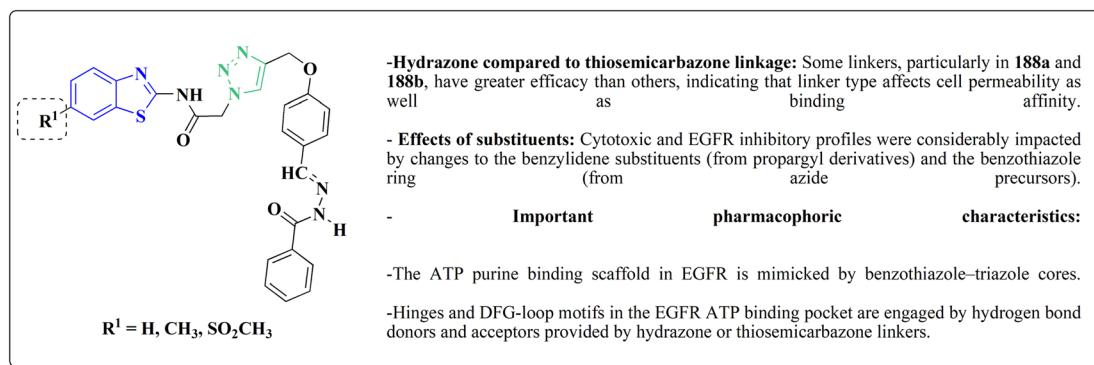 -Hydrazone compared to thiosemicarbazone linkage: Some linkers, particularly in 188a and
188b, have greater efficacy than others, indicating that linker type affects cell permeability as
well as binding affinity.
- Effects of substituents: Cytotoxic and EGFR inhibitory profiles were considerably impacted
by changes to the benzylidene substituents (from propargyl derivatives) and the benzothiazole
ring (from azide precursors).
- Important pharmacophoric characteristics:
-The ATP purine binding scaffold in EGFR is mimicked by benzothiazole–triazole cores.
-Hinges and DFG-loop motifs in the EGFR ATP binding pocket are engaged by hydrogen bond
donors and acceptors provided by hydrazone or thiosemicarbazone linkers.
N
S
R¹
NH
O
N
N
N
O
HC
N
N
H
O
R¹ = H, CH₃, SO₂CH₃